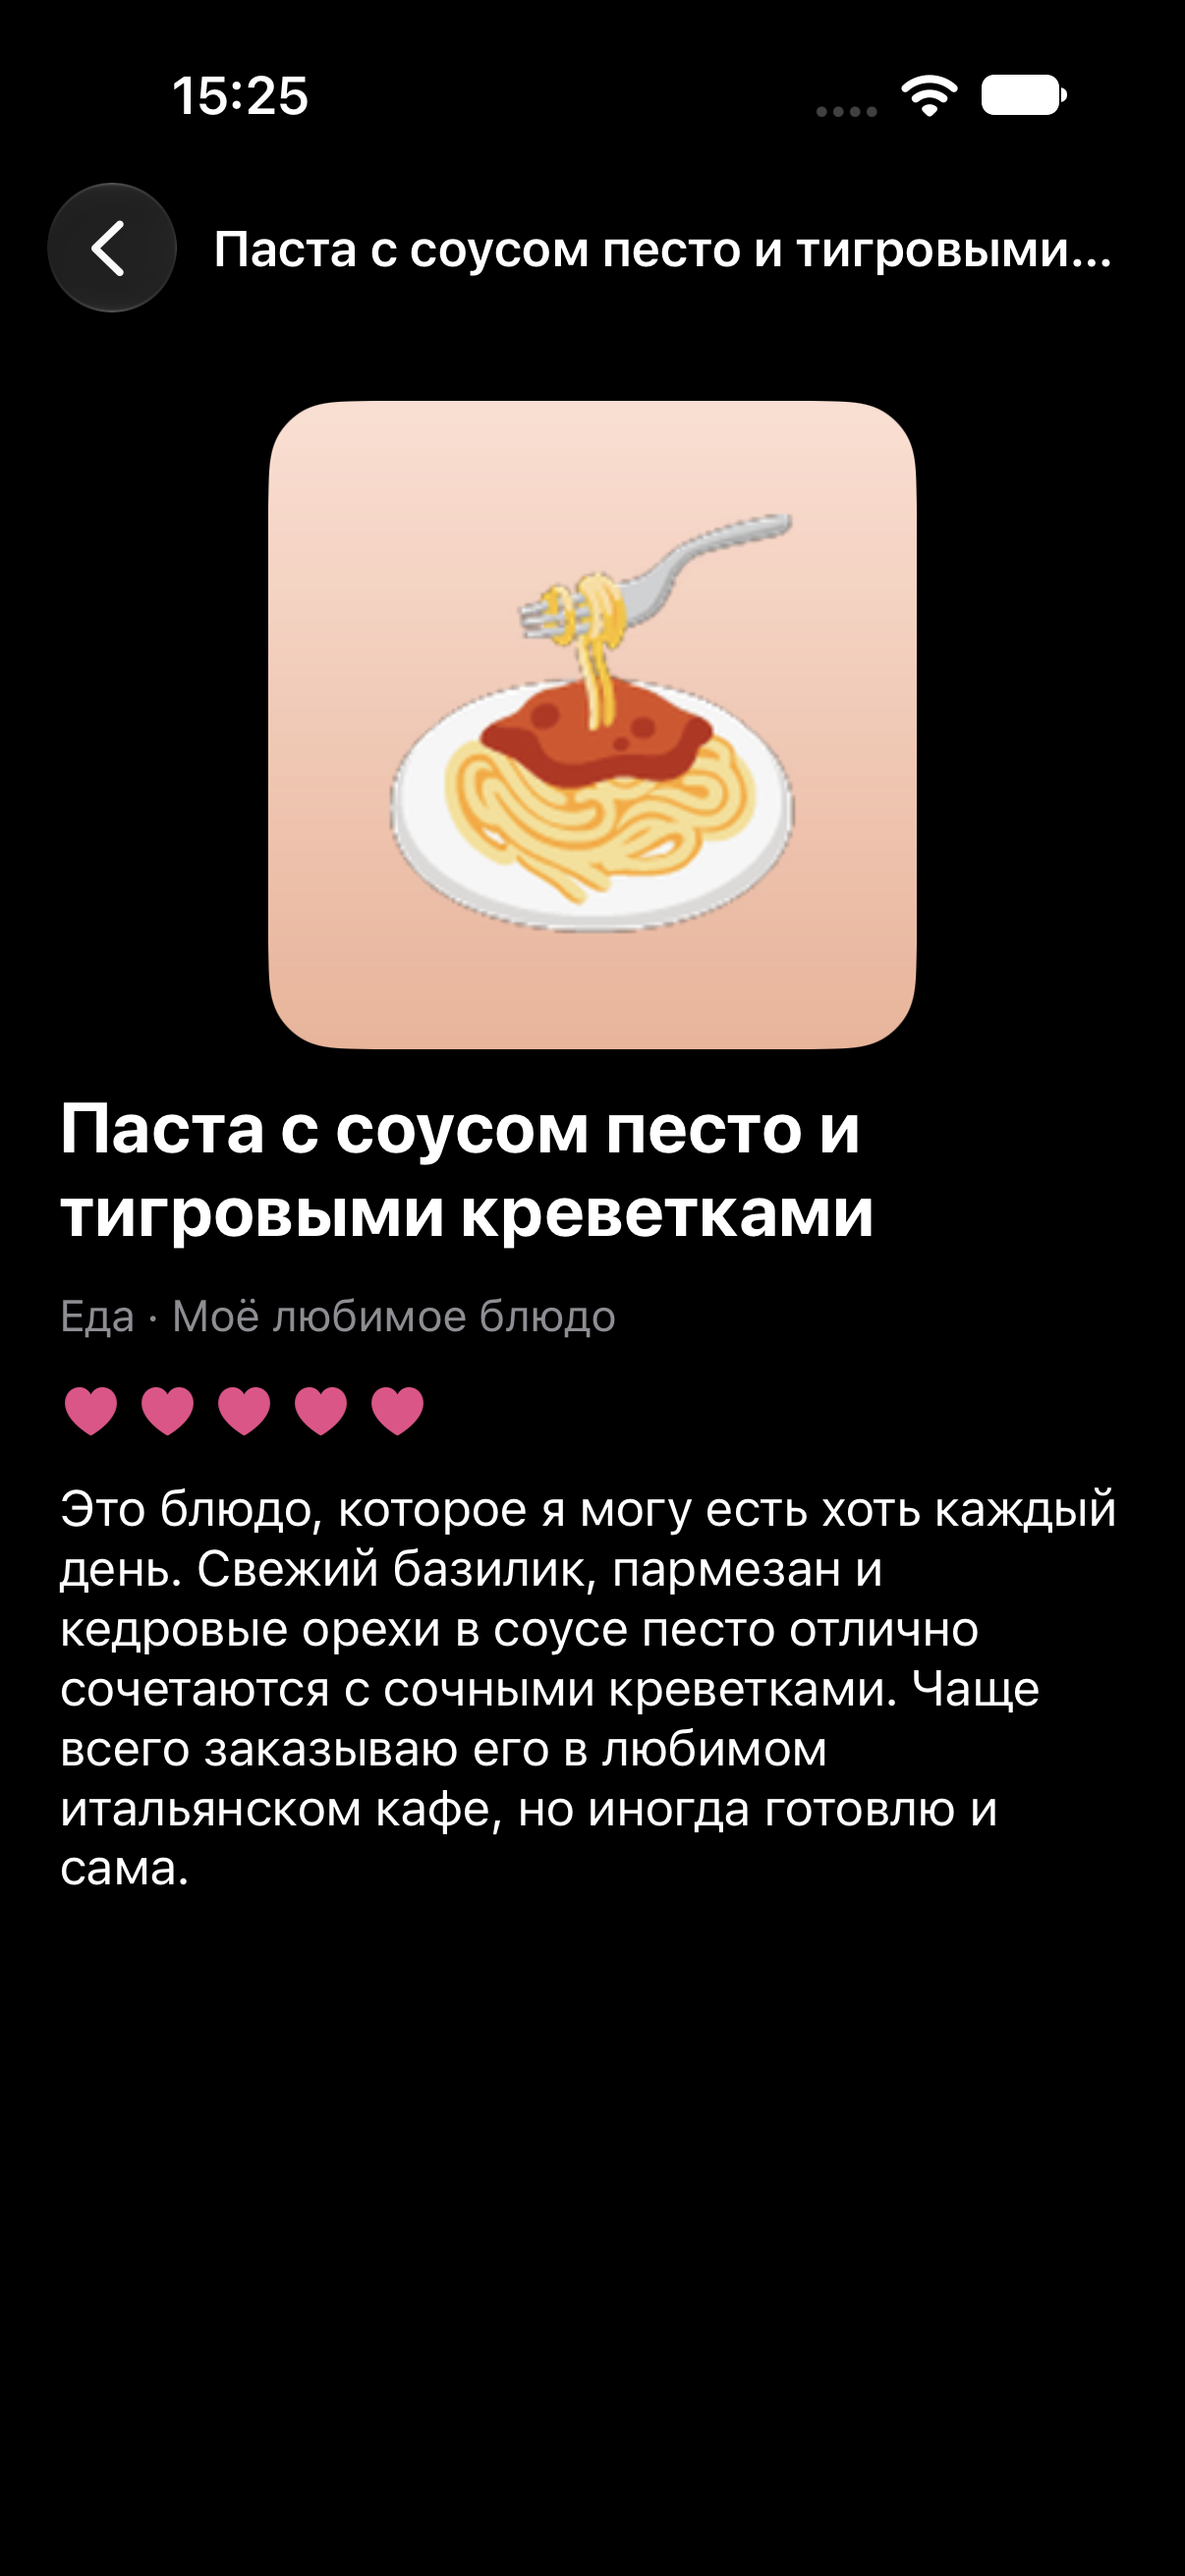 15:25
Паста с соусом песто и тигровыми...
Паста с соусом песто и
тигровыми креветками
Еда · Моё любимое блюдо
Это блюдо, которое я могу есть хоть каждый
день. Свежий базилик, пармезан и
кедровые орехи в соусе песто отлично
сочетаются с сочными креветками. Чаще
всего заказываю его в любимом
итальянском кафе, но иногда готовлю и
сама.